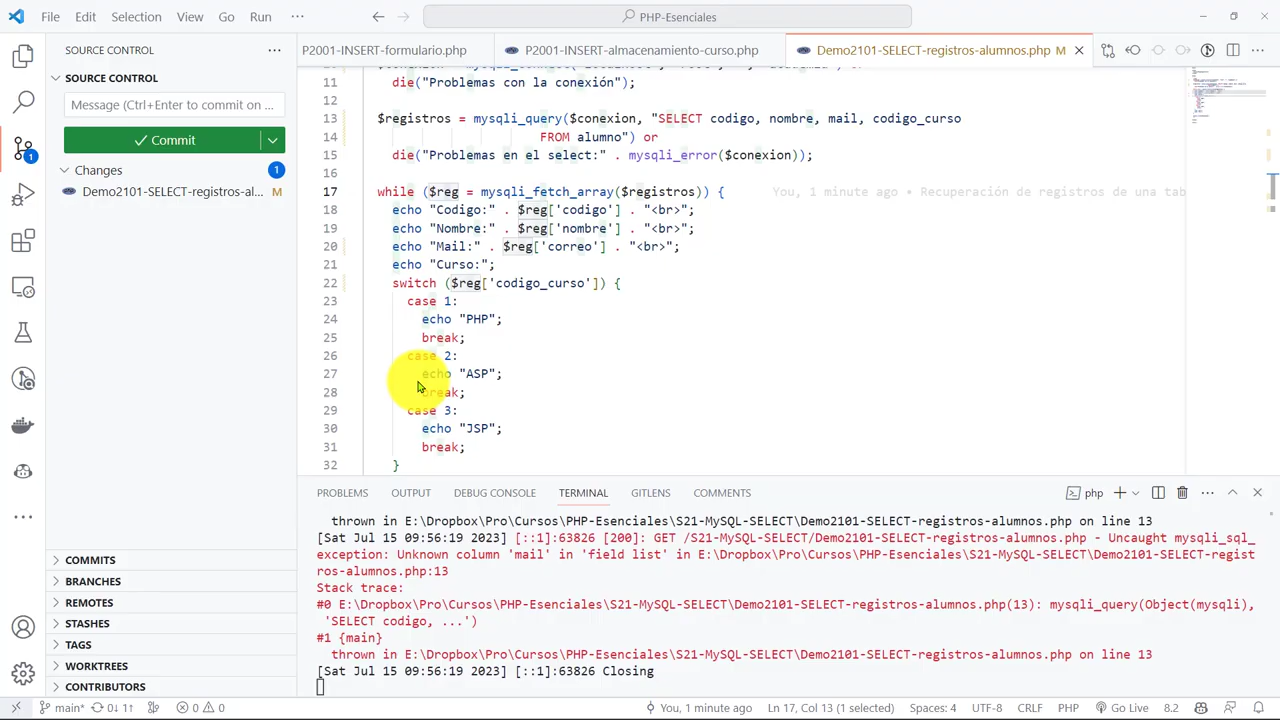 File Edit Selection View Go Run ··· PHP-Esenciales
SOURCE CONTROL ···
P2001-INSERT-formulario.php P2001-INSERT-almacenamiento-curso.php Demo2101-SELECT-registros-alumnos.php M
SOURCE CONTROL
Message (Ctrl+Enter to commit on ...
Commit
Changes 1
Demo2101-SELECT-registros-al... M
11 die("Problemas con la conexión");
12
13 $registros = mysqli_query($conexion, "SELECT codigo, nombre, mail, codigo_curso
14 FROM alumno") or
15 die("Problemas en el select:" . mysqli_error($conexion));
16
17 while ($reg = mysqli_fetch_array($registros)) { You, 1 minute ago • Recuperación de registros de una tab
18 echo "Codigo:" . $reg['codigo'] . "<br>";
19 echo "Nombre:" . $reg['nombre'] . "<br>";
20 echo "Mail:" . $reg['correo'] . "<br>";
21 echo "Curso:";
22 switch ($reg['codigo_curso']) {
23 case 1:
24 echo "PHP";
25 break;
26 case 2:
27 echo "ASP";
28 break;
29 case 3:
30 echo "JSP";
31 break;
32 }
PROBLEMS OUTPUT DEBUG CONSOLE TERMINAL GITLENS COMMENTS php
thrown in E:\Dropbox\Pro\Cursos\PHP-Esenciales\S21-MySQL-SELECT\Demo2101-SELECT-registros-alumnos.php on line 13
[Sat Jul 15 09:56:19 2023] [::1]:63826 [200]: GET /S21-MySQL-SELECT/Demo2101-SELECT-registros-alumnos.php - Uncaught mysqli_sql_
exception: Unknown column 'mail' in 'field list' in E:\Dropbox\Pro\Cursos\PHP-Esenciales\S21-MySQL-SELECT\Demo2101-SELECT-regist
ros-alumnos.php:13
Stack trace:
#0 E:\Dropbox\Pro\Cursos\PHP-Esenciales\S21-MySQL-SELECT\Demo2101-SELECT-registros-alumnos.php(13): mysqli_query(Object(mysqli),
'SELECT codigo, ...')
#1 {main}
thrown in E:\Dropbox\Pro\Cursos\PHP-Esenciales\S21-MySQL-SELECT\Demo2101-SELECT-registros-alumnos.php on line 13
[Sat Jul 15 09:56:19 2023] [::1]:63826 Closing
COMMITS
BRANCHES
REMOTES
STASHES
TAGS
WORKTREES
CONTRIBUTORS
main* 0↓ 1↑ 0 0 You, 1 minute ago Ln 17, Col 13 (1 selected) Spaces: 4 UTF-8 CRLF PHP Go Live 8.2